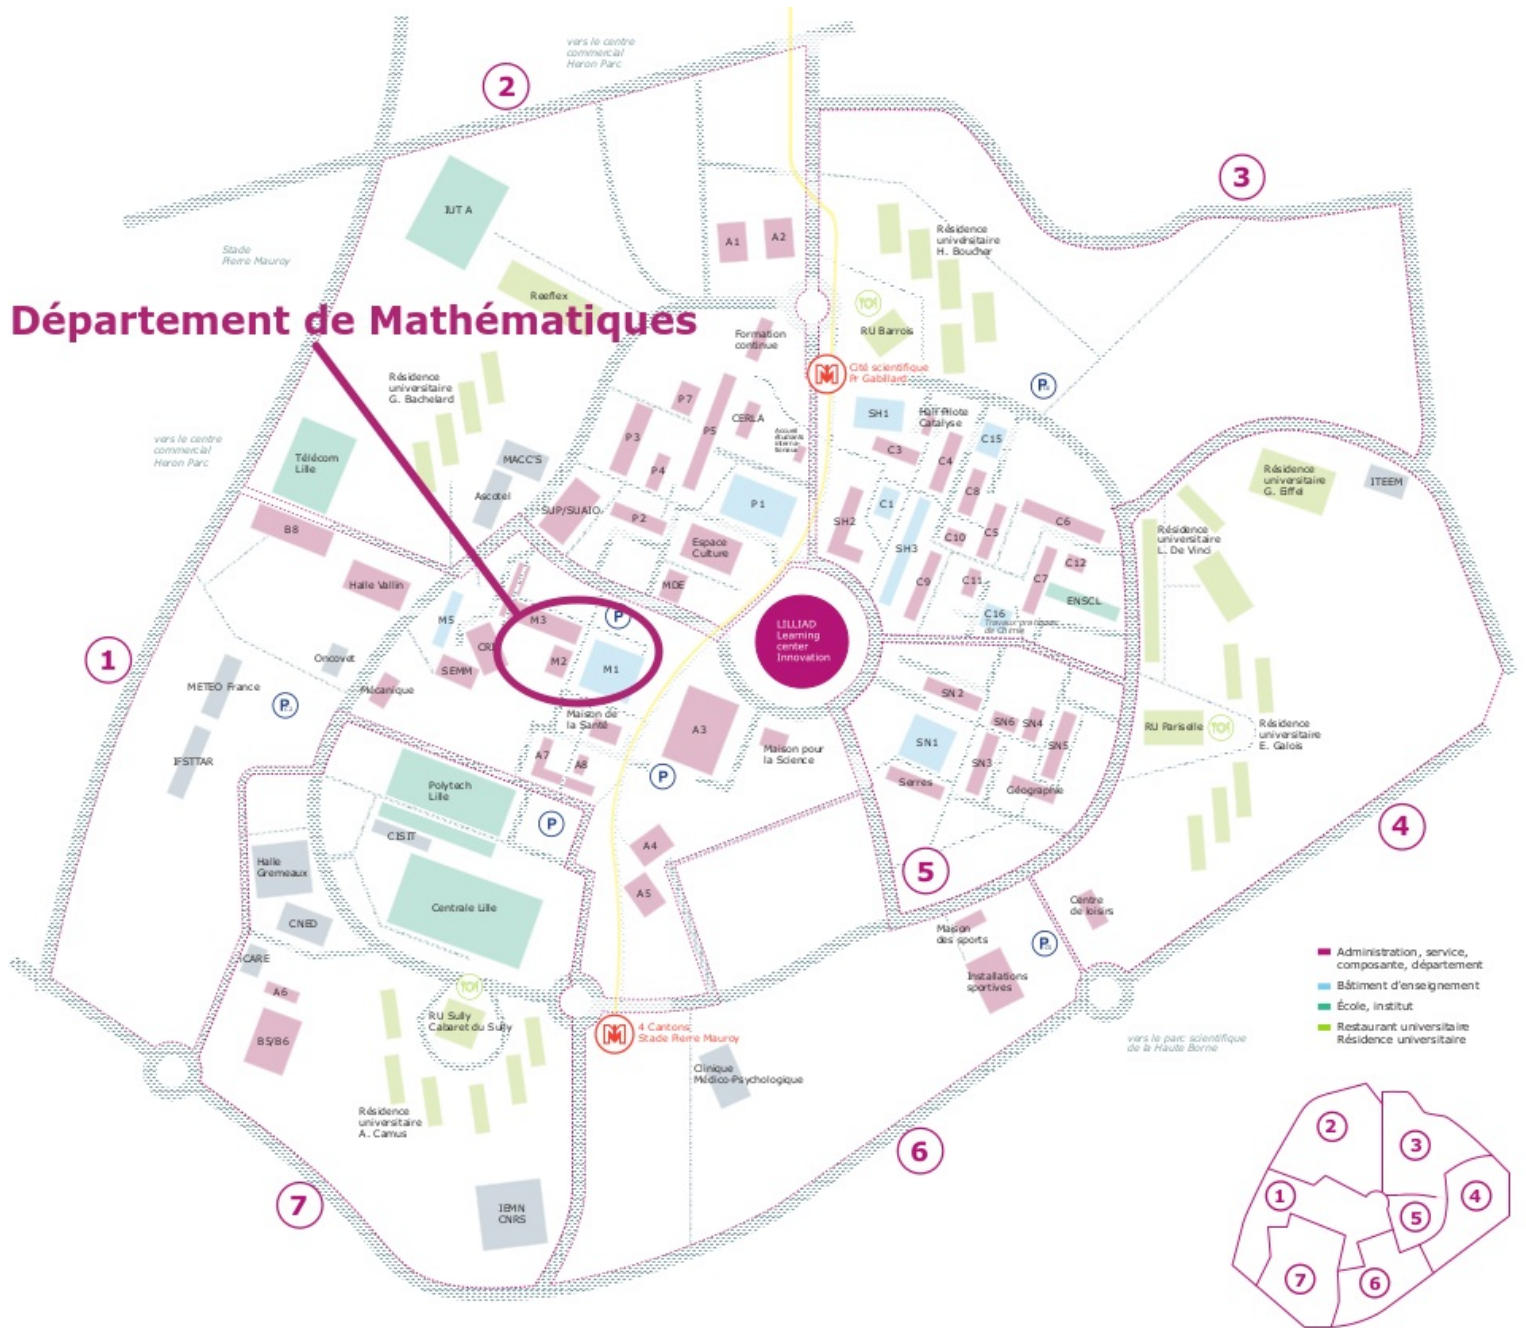 vers le centre
commercial
Heron Parc
2
3
IUT A
A1
A2
Résidence
universitaire
H. Boucher
Stade
Pierre Mauroy
Reeflex
Département de Mathématiques
RU Barrois
Formation
continue
Cité scientifique
Pr Gabillard
P
Résidence
universitaire
G. Bachelard
P7
P5
CERLA
P3
P4
SH1
Hall Pilote
Catalyse
C15
C3
C4
vers le centre
commercial
Heron Parc
Télécom
Lille
MACC'S
Ascotel
SUP/SUAIO
P2
P1
Espace
Culture
MDE
SH2
C1
C8
C5
C6
SH3
C10
C12
C9
C11
C7
ENSCL
C16
Travaux pratiques
de Chimie
Résidence
universitaire
G. Eiffel
ITEEM
Résidence
universitaire
L. De Vinci
B8
Halle Vallin
M5
M3
P
M2
M1
CRI
SEMM
LILLIAD
Learning
center
Innovation
1
Oncovet
METEO France
P
Mécanique
IFSTTAR
Maison de
la Santé
A3
Maison pour
la Science
A7
A8
P
SN2
SN6
SN4
SN1
SN3
SN5
Serres
Géographie
RU Pariselle
Résidence
universitaire
E. Galois
Polytech
Lille
CISIT
P
Halle
Gremeaux
Centrale Lille
CNED
ICARE
A4
A5
5
4
Centre
de loisirs
Maison
des sports
P
Installations
sportives
A6
B5/B6
RU Sully
Cabaret du Sully
4 Cantons
Stade Pierre Mauroy
Clinique
Médico-Psychologique
Résidence
universitaire
A. Camus
7
IEMN
CNRS
6
vers le parc scientifique
de la Haute Borne
Administration, service,
composante, département
Bâtiment d'enseignement
École, institut
Restaurant universitaire
Résidence universitaire
2
3
1
4
5
7
6